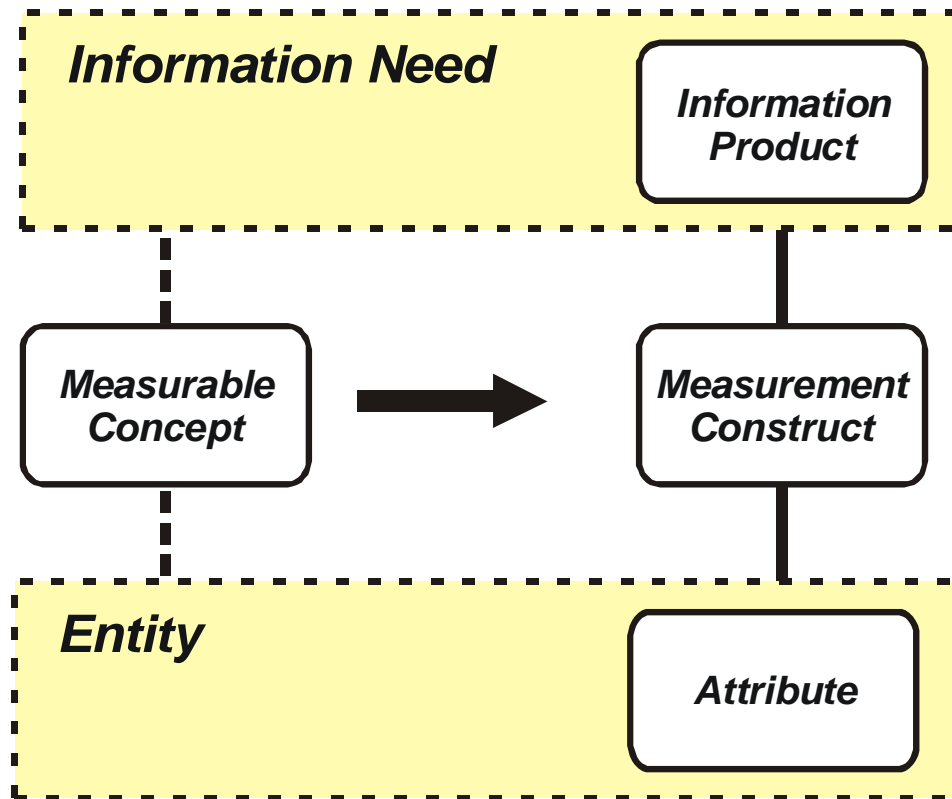 Information Need
Information
Product
Measurable
Concept
Measurement
Construct
Entity
Attribute